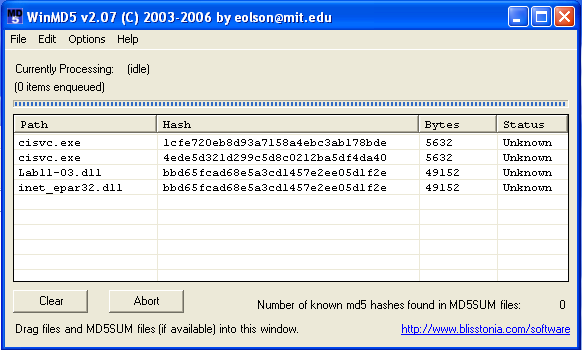 MD 5 WinMD5 v2.07 (C) 2003-2006 by eolson@mit.edu
File Edit Options Help
Currently Processing: (idle)
(0 items enqueued)
Path Hash Bytes Status
cisvc.exe 1cfe720eb8d93a7158a4ebc3ab178bde 5632 Unknown
cisvc.exe 4ede5d321d299c5d8c0212ba5df4da40 5632 Unknown
Lab11-03.dll bbd65fcad68e5a3cd1457e2ee05d1f2e 49152 Unknown
inet_epar32.dll bbd65fcad68e5a3cd1457e2ee05d1f2e 49152 Unknown
Clear Abort Number of known md5 hashes found in MD5SUM files: 0
Drag files and MD5SUM files (if available) into this window. http://www.blisstonia.com/software